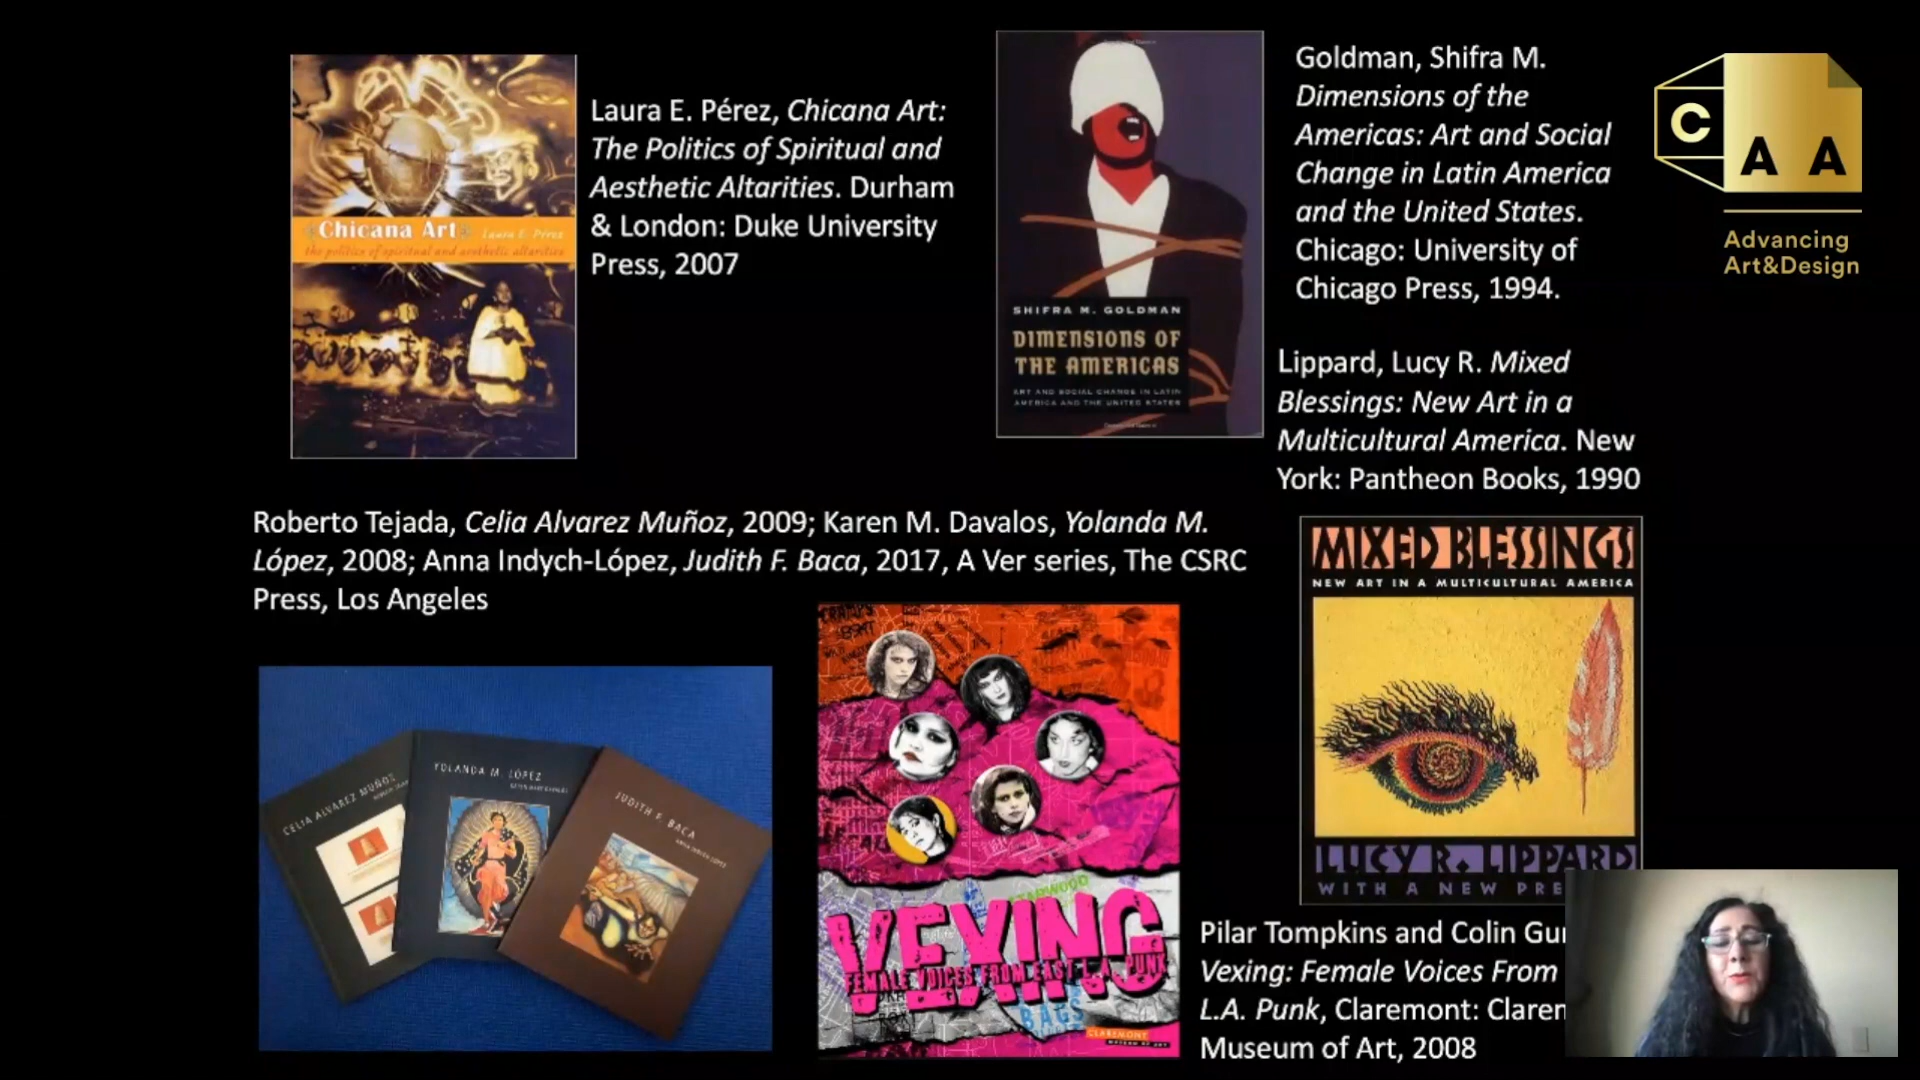 Laura E. Pérez, Chicana Art:
The Politics of Spiritual and
Aesthetic Altarities. Durham
& London: Duke University
Press, 2007
Chicana Art Laura E. Pérez
the politics of spiritual and aesthetic altarities
SHIFRA M. GOLDMAN
DIMENSIONS OF
THE AMERICAS
ART AND SOCIAL CHANGE IN LATIN
AMERICA AND THE UNITED STATES
Goldman, Shifra M.
Dimensions of the
Americas: Art and Social
Change in Latin America
and the United States.
Chicago: University of
Chicago Press, 1994.
C A A
Advancing
Art&Design
Lippard, Lucy R. Mixed
Blessings: New Art in a
Multicultural America. New
York: Pantheon Books, 1990
Roberto Tejada, Celia Alvarez Muñoz, 2009; Karen M. Davalos, Yolanda M.
López, 2008; Anna Indych-López, Judith F. Baca, 2017, A Ver series, The CSRC
Press, Los Angeles
CELIA ALVAREZ MUÑOZ
YOLANDA M. LÓPEZ
JUDITH F. BACA
VEXING
FEMALE VOICES FROM EAST L.A. PUNK
BAGS
CLAREMONT
MUSEUM OF ART
MIXED BLESSINGS
NEW ART IN A MULTICULTURAL AMERICA
LUCY R. LIPPARD
WITH A NEW PRE
Pilar Tompkins and Colin Gu
Vexing: Female Voices From
L.A. Punk, Claremont: Clarem
Museum of Art, 2008